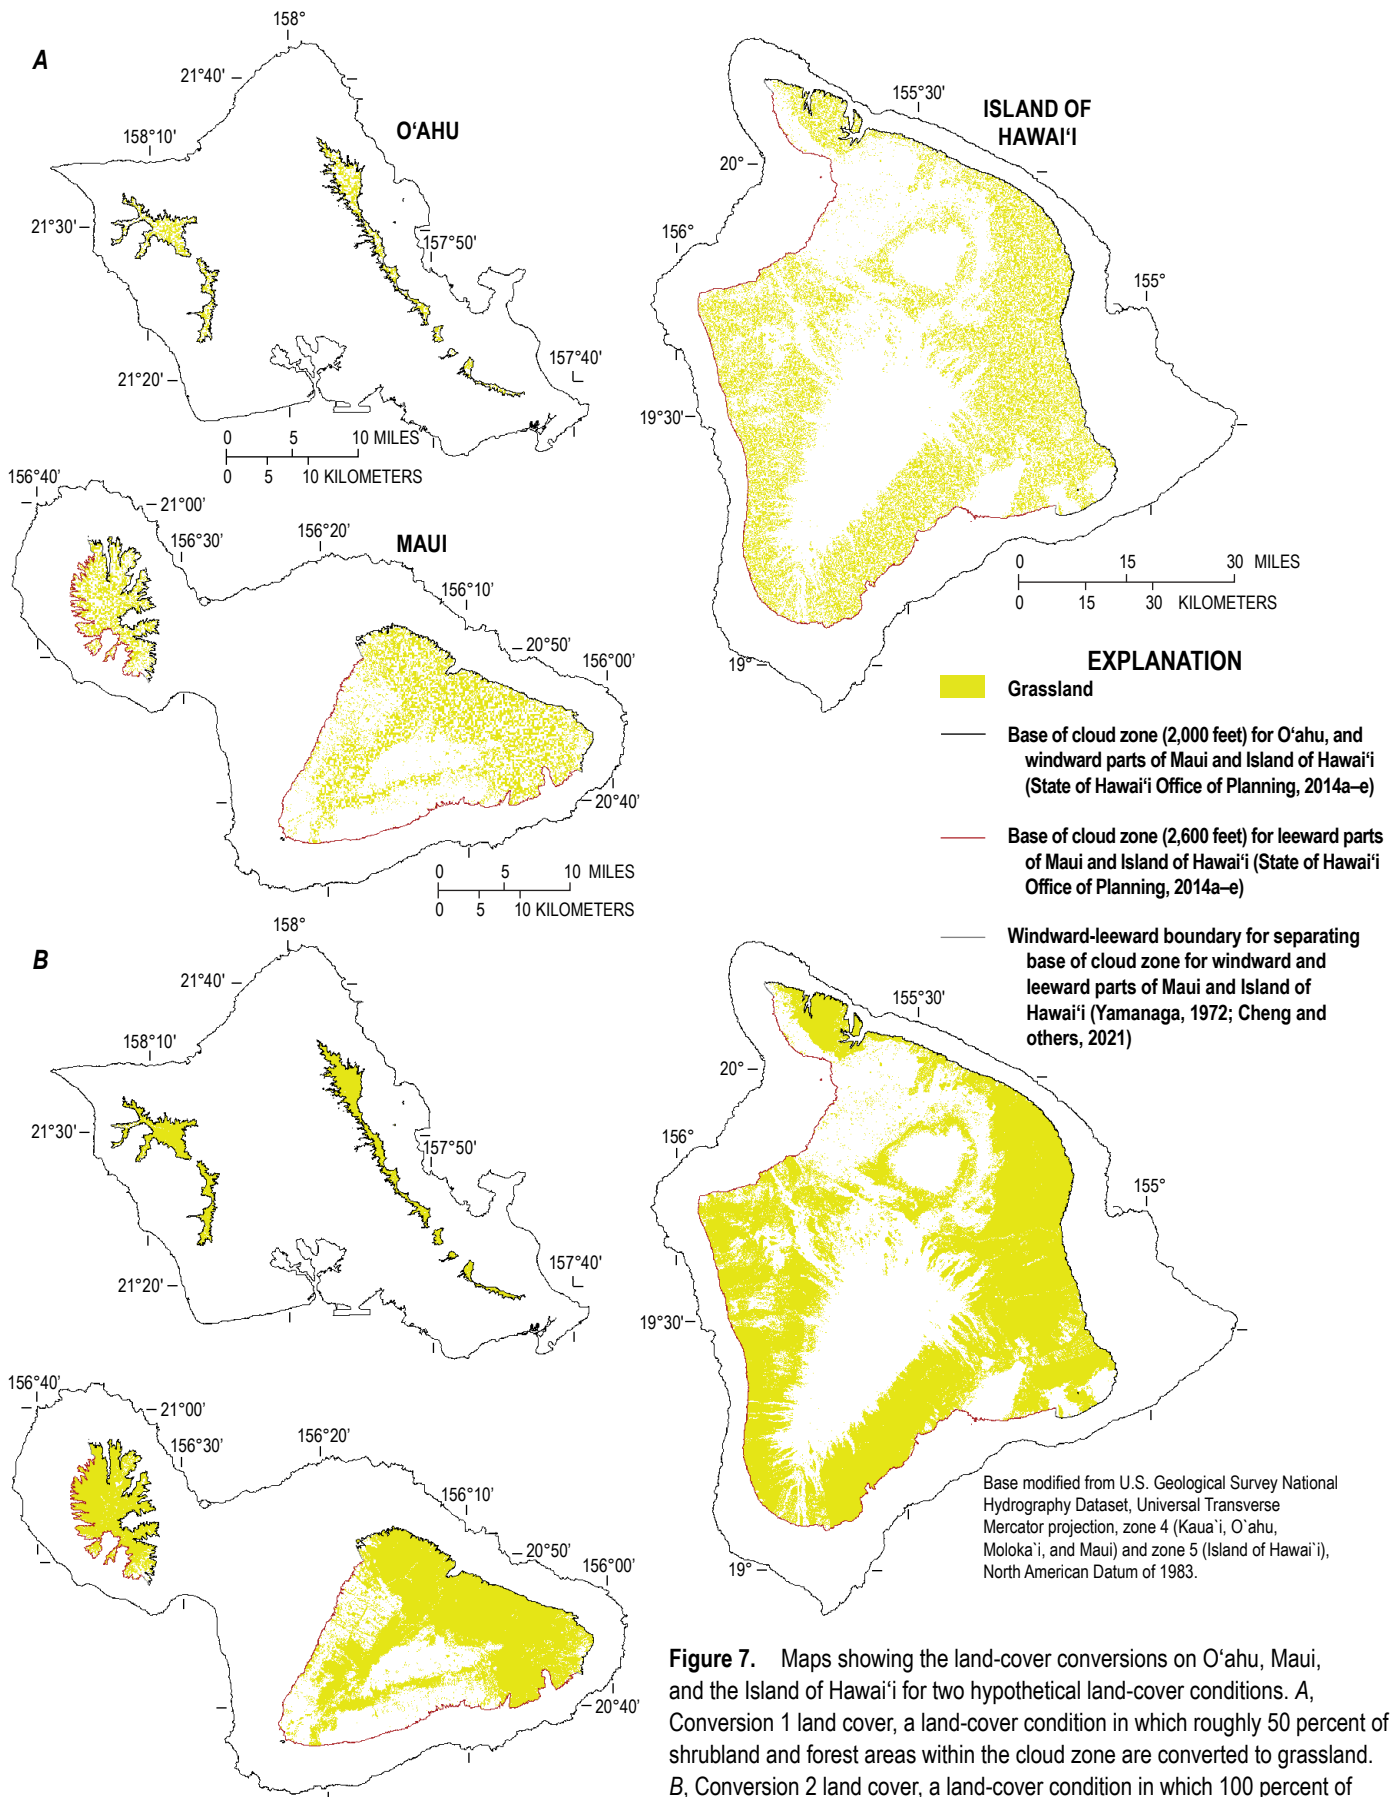 A
158°
21°40'
158°10'
O‘AHU
21°30'
157°50'
157°40'
21°20'
0 5 10 MILES
0 5 10 KILOMETERS
155°30'
ISLAND OF
HAWAI‘I
20°
156°
155°
19°30'
19°
0 15 30 MILES
0 15 30 KILOMETERS
156°40'
21°00'
156°30'
156°20'
MAUI
156°10'
20°50'
156°00'
20°40'
0 5 10 MILES
0 5 10 KILOMETERS
EXPLANATION
Grassland
Base of cloud zone (2,000 feet) for O‘ahu, and
windward parts of Maui and Island of Hawai‘i
(State of Hawai‘i Office of Planning, 2014a–e)
Base of cloud zone (2,600 feet) for leeward parts
of Maui and Island of Hawai‘i (State of Hawai‘i
Office of Planning, 2014a–e)
Windward-leeward boundary for separating
base of cloud zone for windward and
leeward parts of Maui and Island of
Hawai‘i (Yamanaga, 1972; Cheng and
others, 2021)
B
158°
21°40'
158°10'
21°30'
157°50'
157°40'
21°20'
155°30'
20°
156°
155°
19°30'
19°
156°40'
21°00'
156°30'
156°20'
156°10'
20°50'
156°00'
20°40'
Base modified from U.S. Geological Survey National
Hydrography Dataset, Universal Transverse
Mercator projection, zone 4 (Kaua`i, O`ahu,
Moloka`i, and Maui) and zone 5 (Island of Hawai`i),
North American Datum of 1983.
Figure 7. Maps showing the land-cover conversions on O‘ahu, Maui,
and the Island of Hawai‘i for two hypothetical land-cover conditions. A,
Conversion 1 land cover, a land-cover condition in which roughly 50 percent of
shrubland and forest areas within the cloud zone are converted to grassland.
B, Conversion 2 land cover, a land-cover condition in which 100 percent of